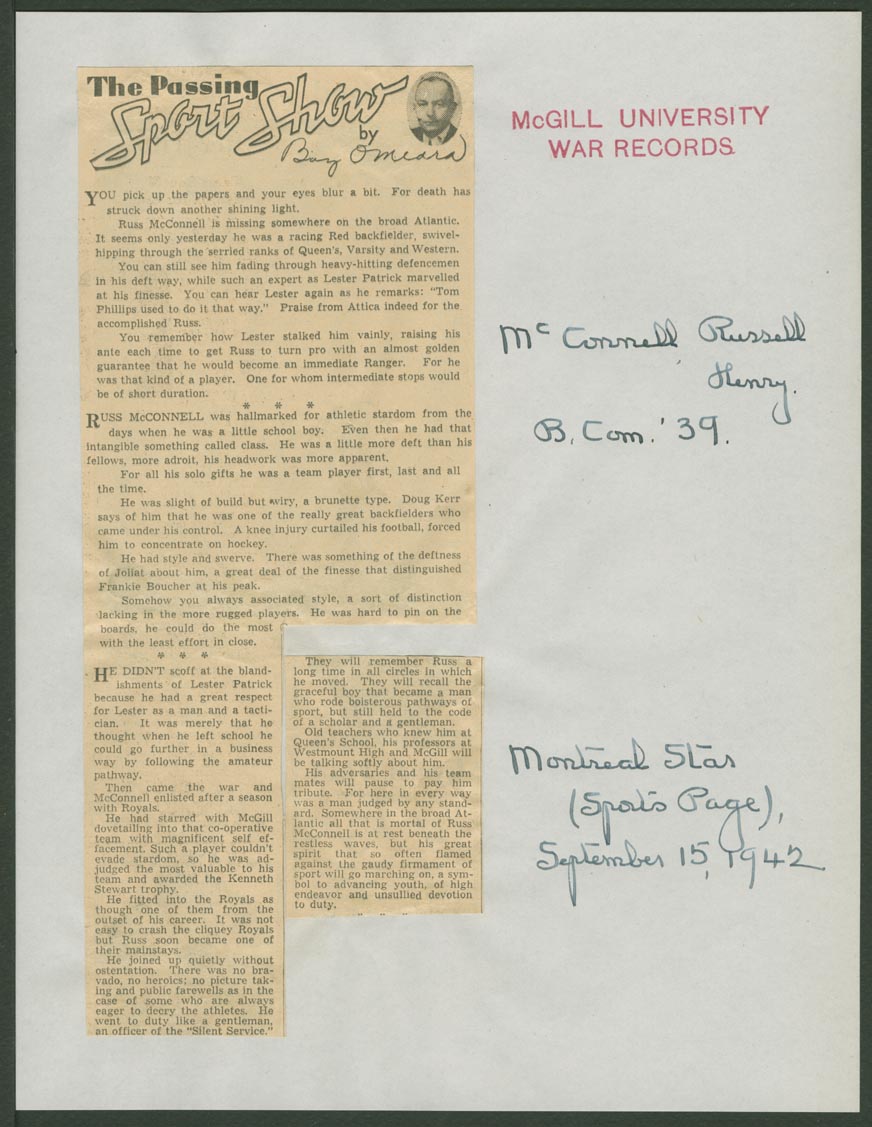 The Passing
Sport Show
by
Baz O'Meara
YOU pick up the papers and your eyes blur a bit. For death has
struck down another shining light.
Russ McConnell is missing somewhere on the broad Atlantic.
It seems only yesterday he was a racing Red backfielder, swivel-
hipping through the serried ranks of Queen's, Varsity and Western.
You can still see him fading through heavy-hitting defencemen
in his deft way, while such an expert as Lester Patrick marvelled
at his finesse. You can hear Lester again as he remarks: "Tom
Phillips used to do it that way." Praise from Attica indeed for the
accomplished Russ.
You remember how Lester stalked him vainly, raising his
ante each time to get Russ to turn pro with an almost golden
guarantee that he would become an immediate Ranger. For he
was that kind of a player. One for whom intermediate stops would
be of short duration.
* * *
RUSS McCONNELL was hallmarked for athletic stardom from the
days when he was a little school boy. Even then he had that
intangible something called class. He was a little more deft than his
fellows, more adroit, his headwork was more apparent.
For all his solo gifts he was a team player first, last and all
the time.
He was slight of build but wiry, a brunette type. Doug Kerr
says of him that he was one of the really great backfielders who
came under his control. A knee injury curtailed his football, forced
him to concentrate on hockey.
He had style and swerve. There was something of the deftness
of Joliat about him, a great deal of the finesse that distinguished
Frankie Boucher at his peak.
Somehow you always associated style, a sort of distinction
lacking in the more rugged players. He was hard to pin on the
boards, he could do the most
with the least effort in close.
* * *
HE DIDN'T scoff at the bland-
ishments of Lester Patrick
because he had a great respect
for Lester as a man and a tacti-
cian. It was merely that he
thought when he left school he
could go further in a business
way by following the amateur
pathway.
Then came the war and
McConnell enlisted after a season
with Royals.
He had starred with McGill
dovetailing into that co-operative
team with magnificent self ef-
facement. Such a player couldn't
evade stardom, so he was ad-
judged the most valuable to his
team and awarded the Kenneth
Stewart trophy.
He fitted into the Royals as
though one of them from the
outset of his career. It was not
easy to crash the cliquey Royals
but Russ soon became one of
their mainstays.
He joined up quietly without
ostentation. There was no bra-
vado, no heroics; no picture tak-
ing and public farewells as in the
case of some who are always
eager to decry the athletes. He
went to duty like a gentleman,
an officer of the "Silent Service."
They will remember Russ a
long time in all circles in which
he moved. They will recall the
graceful boy that became a man
who rode boisterous pathways of
sport, but still held to the code
of a scholar and a gentleman.
Old teachers who knew him at
Queen's School, his professors at
Westmount High and McGill will
be talking softly about him.
His adversaries and his team
mates will pause to pay him
tribute. For here in every way
was a man judged by any stand-
ard. Somewhere in the broad At-
lantic all that is mortal of Russ
McConnell is at rest beneath the
restless waves, but his great
spirit that so often flamed
against the gaudy firmament of
sport will go marching on, a sym-
bol to advancing youth, of high
endeavor and unsullied devotion
to duty.
McGILL UNIVERSITY
WAR RECORDS
McConnell Russell
Henry.
B. Com. '39.
Montreal Star
(Sports Page),
September 15, 1942